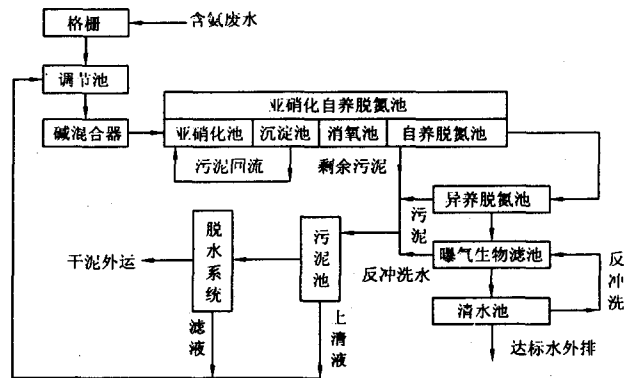 格栅
含氨废水
调节池
亚硝化自养脱氮池
碱混合器
亚硝化池
沉淀池
消氧池
自养脱氮池
污泥回流
剩余污泥
异养脱氮池
污泥
脱水系统
污泥池
曝气生物滤池
反冲洗
干泥外运
反冲洗水
清水池
滤液
上清液
达标水外排